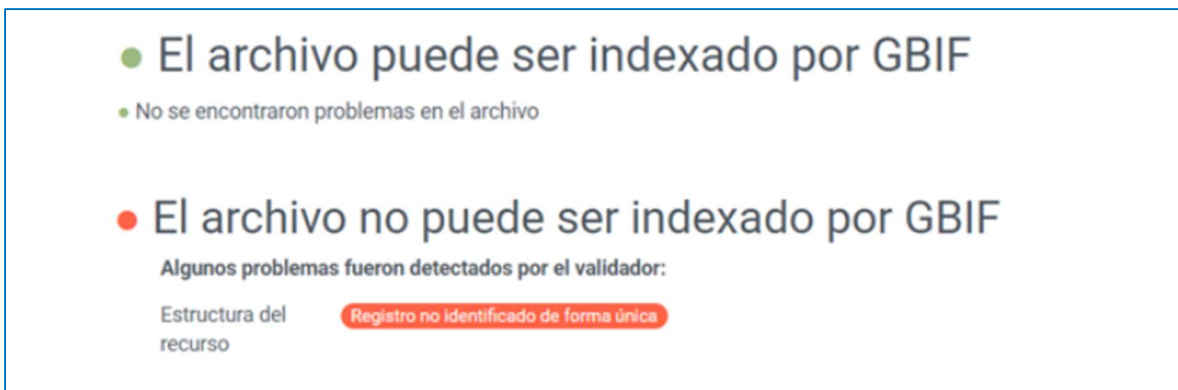 El archivo puede ser indexado por GBIF
No se encontraron problemas en el archivo
El archivo no puede ser indexado por GBIF
Algunos problemas fueron detectados por el validador:
Estructura del Registro no identificado de forma única
recurso